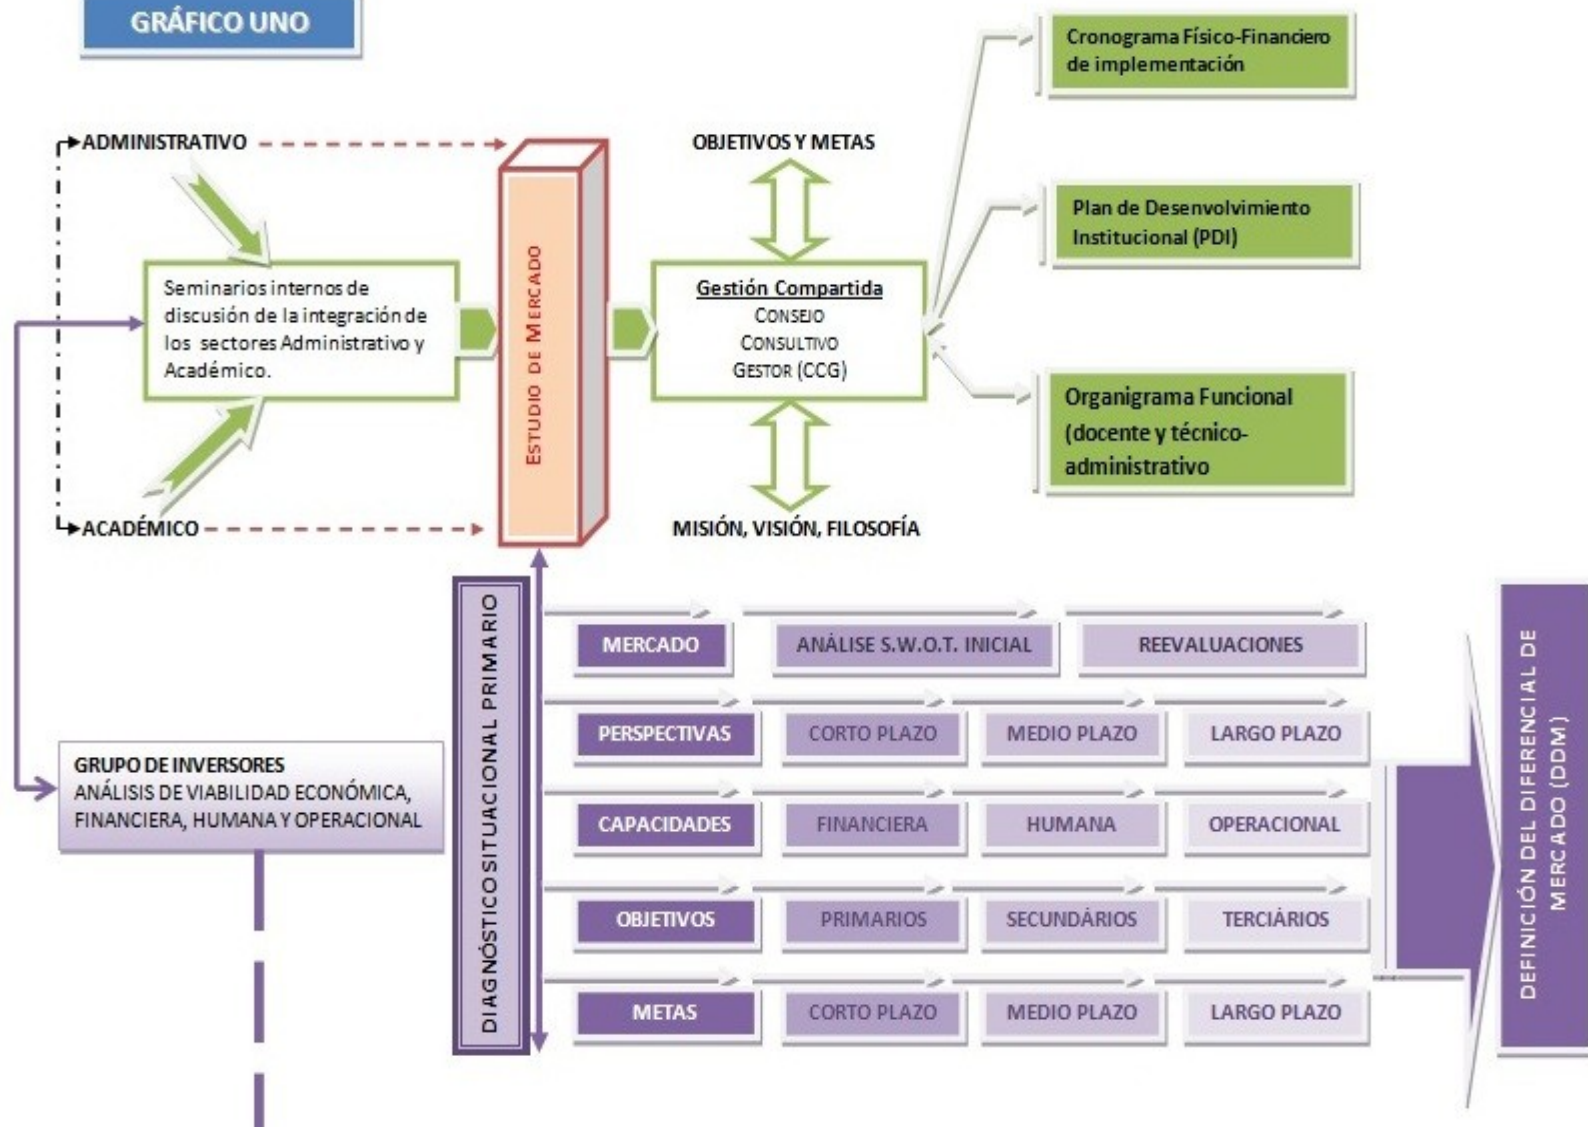 GRÁFICO UNO
Cronograma Físico-Financiero
de implementación
ADMINISTRATIVO
OBJETIVOS Y METAS
Plan de Desenvolvimiento
Institucional (PDI)
Seminarios internos de
discusión de la integración de
los sectores Administrativo y
Académico.
ESTUDIO DE MERCADO
Gestión Compartida
CONSEJO
CONSULTIVO
GESTOR (CCG)
Organigrama Funcional
(docente y técnico-
administrativo
ACADÉMICO
MISIÓN, VISIÓN, FILOSOFÍA
GRUPO DE INVERSORES
ANÁLISIS DE VIABILIDAD ECONÓMICA,
FINANCIERA, HUMANA Y OPERACIONAL
DIAGNÓSTICO SITUACIONAL PRIMARIO
MERCADO
ANÁLISE S.W.O.T. INICIAL
REEVALUACIONES
PERSPECTIVAS
CORTO PLAZO
MEDIO PLAZO
LARGO PLAZO
CAPACIDADES
FINANCIERA
HUMANA
OPERACIONAL
OBJETIVOS
PRIMARIOS
SECUNDÁRIOS
TERCIÁRIOS
METAS
CORTO PLAZO
MEDIO PLAZO
LARGO PLAZO
DEFINICIÓN DEL DIFERENCIAL DE
MERCADO (DDM)